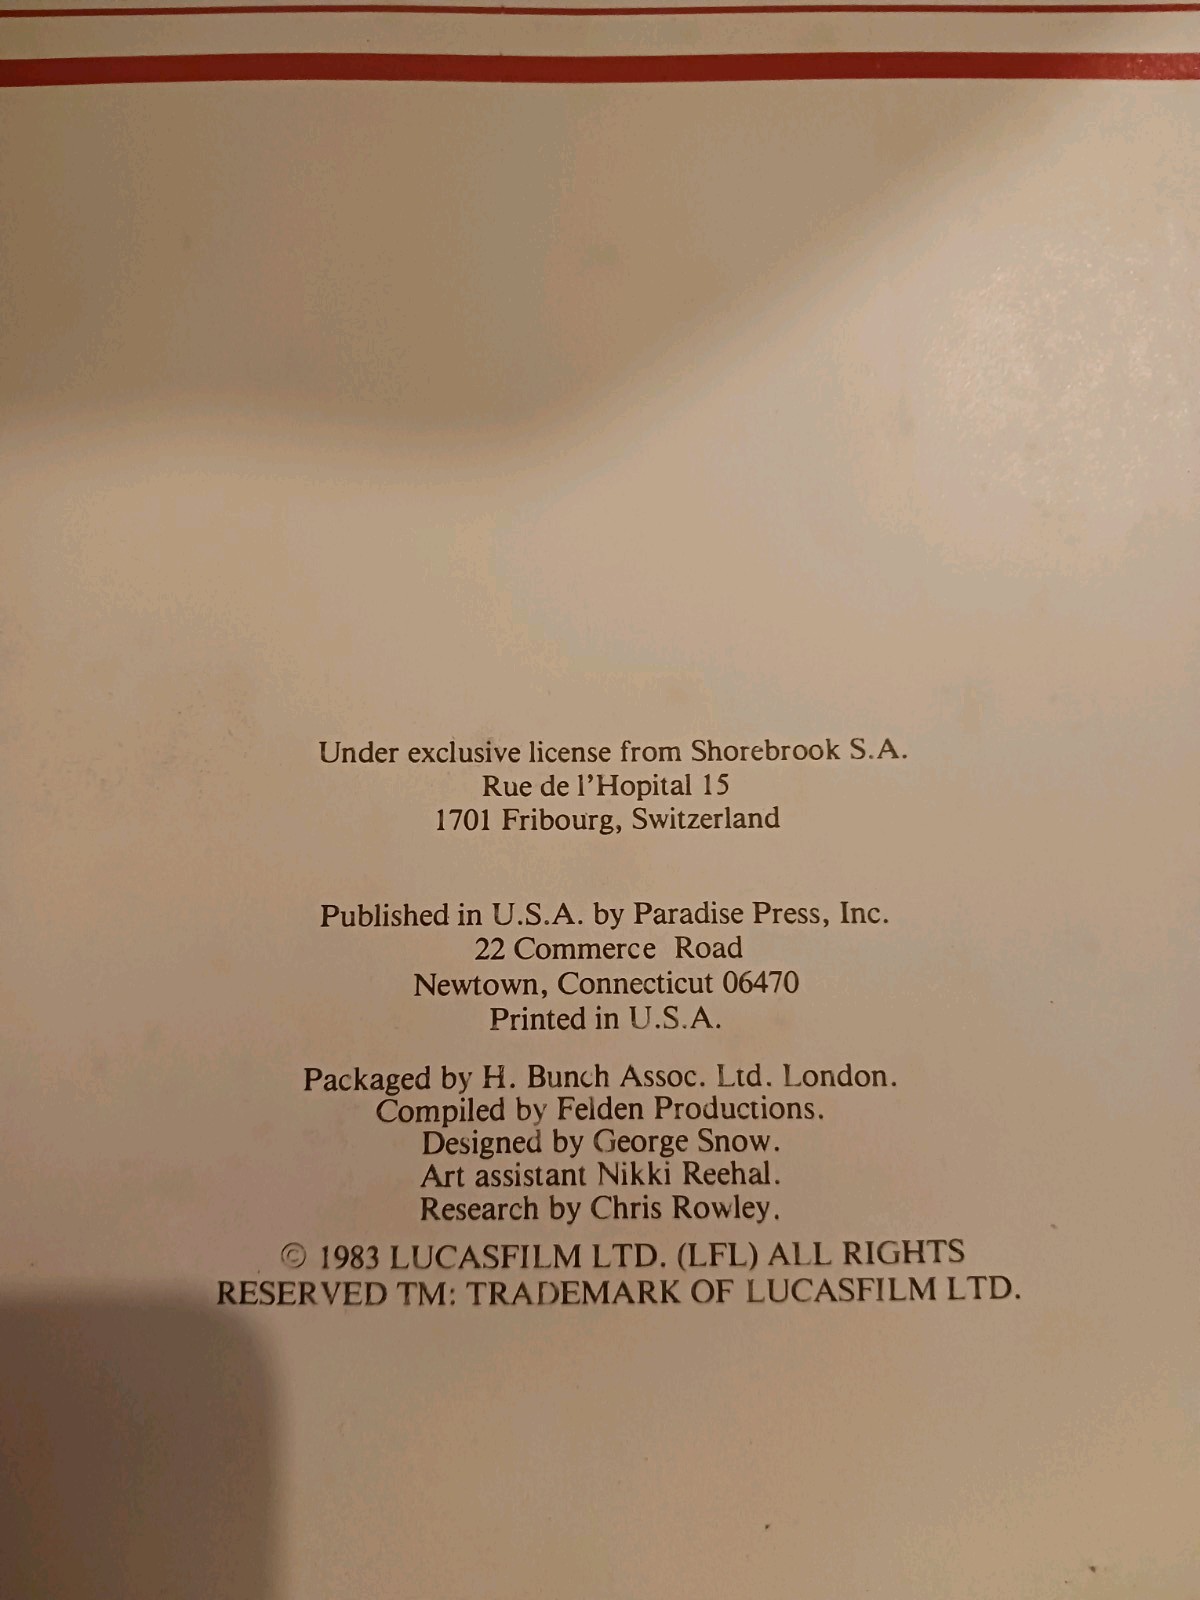 Under exclusive license from Shorebrook S.A.
Rue de l'Hopital 15
1701 Fribourg, Switzerland
Published in U.S.A. by Paradise Press, Inc.
22 Commerce Road
Newtown, Connecticut 06470
Printed in U.S.A.
Packaged by H. Bunch Assoc. Ltd. London.
Compiled by Felden Productions.
Designed by George Snow.
Art assistant Nikki Reehal.
Research by Chris Rowley.
© 1983 LUCASFILM LTD. (LFL) ALL RIGHTS
RESERVED TM: TRADEMARK OF LUCASFILM LTD.